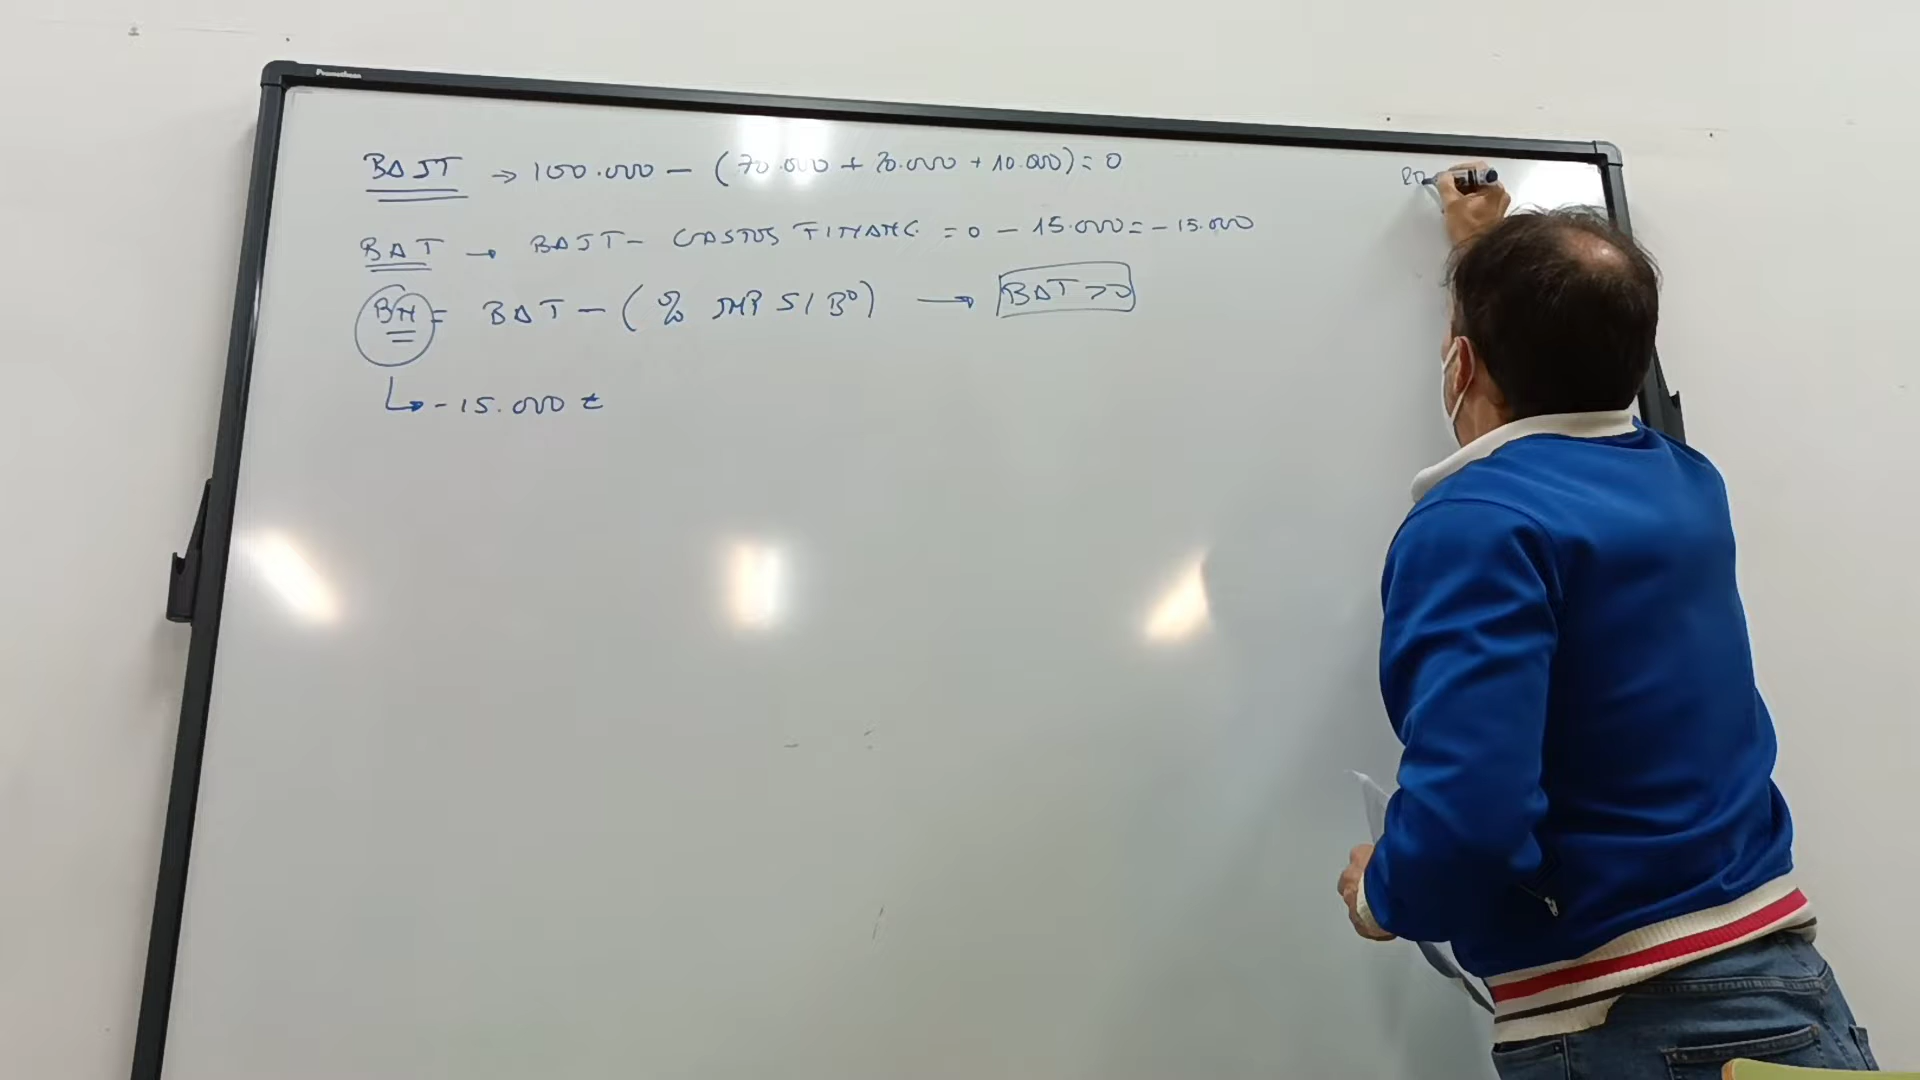 Promethean
BAIT → 100.000 - (70.000 + 20.000 + 10.000) = 0
BAT → BAIT - GASTOS FINANC. = 0 - 15.000 = -15.000
BN = BAT - (% IMP S/Bº) → BAT > 0
↳ -15.000 €